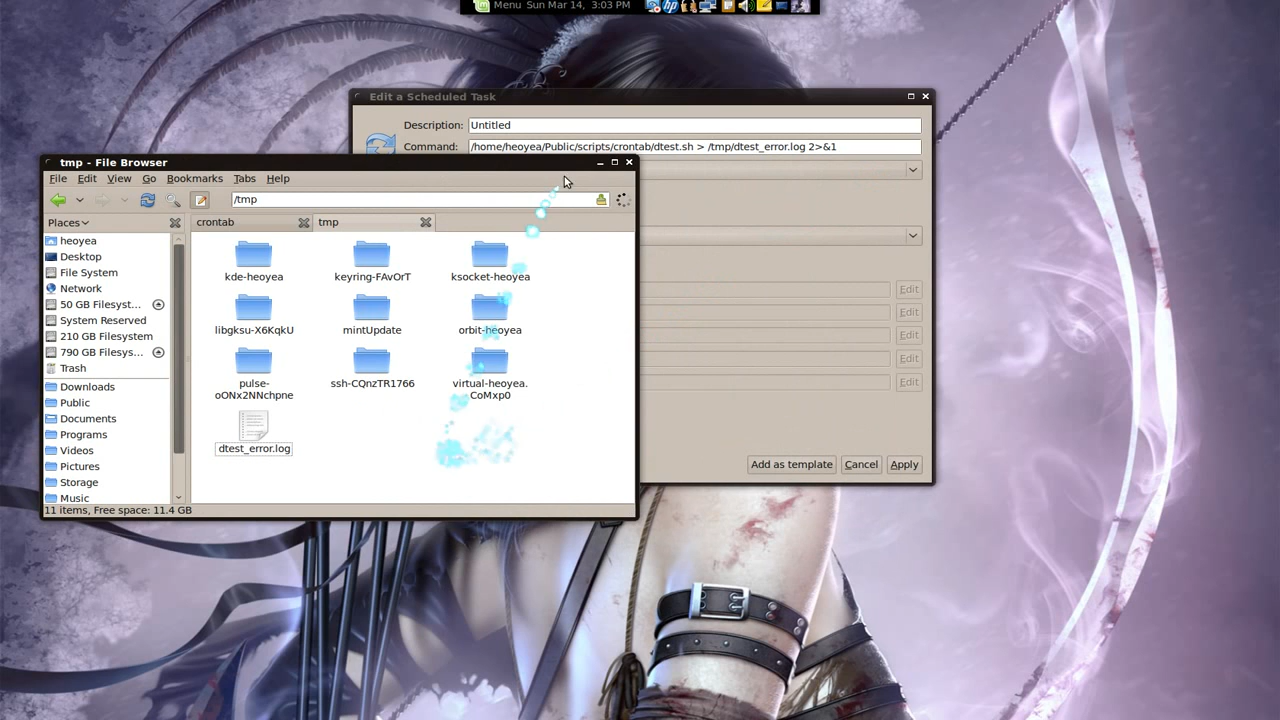 Menu Sun Mar 14, 3:03 PM
hp
Edit a Scheduled Task
Description: Untitled
Command: /home/heoyea/Public/scripts/crontab/dtest.sh > /tmp/dtest_error.log 2>&1
tmp - File Browser
File Edit View Go Bookmarks Tabs Help
/tmp
Places
crontab
tmp
heoyea
Desktop
File System
Network
50 GB Filesyst...
System Reserved
210 GB Filesystem
790 GB Filesys...
Trash
Downloads
Public
Documents
Programs
Videos
Pictures
Storage
Music
kde-heoyea
keyring-FAvOrT
ksocket-heoyea
libgksu-X6KqkU
mintUpdate
orbit-heoyea
pulse-
oONx2NNchpne
ssh-CQnzTR1766
virtual-heoyea.
CoMxp0
dtest_error.log
11 items, Free space: 11.4 GB
Edit
Edit
Edit
Edit
Edit
Add as template Cancel Apply